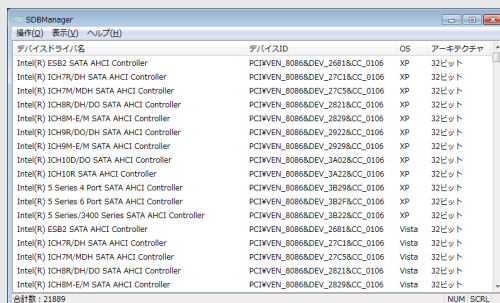 SDBManager
操作(O) 表示(V) ヘルプ(H)
デバイスドライバ名 デバイスID OS アーキテクチャ
Intel(R) ESB2 SATA AHCI Controller PCI¥VEN_8086&DEV_2681&CC_0106 XP 32ビット
Intel(R) ICH7R/DH SATA AHCI Controller PCI¥VEN_8086&DEV_27C1&CC_0106 XP 32ビット
Intel(R) ICH7M/MDH SATA AHCI Controller PCI¥VEN_8086&DEV_27C5&CC_0106 XP 32ビット
Intel(R) ICH8R/DH/DO SATA AHCI Controller PCI¥VEN_8086&DEV_2821&CC_0106 XP 32ビット
Intel(R) ICH8M-E/M SATA AHCI Controller PCI¥VEN_8086&DEV_2829&CC_0106 XP 32ビット
Intel(R) ICH9R/DO/DH SATA AHCI Controller PCI¥VEN_8086&DEV_2922&CC_0106 XP 32ビット
Intel(R) ICH9M-E/M SATA AHCI Controller PCI¥VEN_8086&DEV_2929&CC_0106 XP 32ビット
Intel(R) ICH10D/DO SATA AHCI Controller PCI¥VEN_8086&DEV_3A02&CC_0106 XP 32ビット
Intel(R) ICH10R SATA AHCI Controller PCI¥VEN_8086&DEV_3A22&CC_0106 XP 32ビット
Intel(R) 5 Series 4 Port SATA AHCI Controller PCI¥VEN_8086&DEV_3B29&CC_0106 XP 32ビット
Intel(R) 5 Series 6 Port SATA AHCI Controller PCI¥VEN_8086&DEV_3B2F&CC_0106 XP 32ビット
Intel(R) 5 Series/3400 Series SATA AHCI Controller PCI¥VEN_8086&DEV_3B22&CC_0106 XP 32ビット
Intel(R) ESB2 SATA AHCI Controller PCI¥VEN_8086&DEV_2681&CC_0106 Vista 32ビット
Intel(R) ICH7R/DH SATA AHCI Controller PCI¥VEN_8086&DEV_27C1&CC_0106 Vista 32ビット
Intel(R) ICH7M/MDH SATA AHCI Controller PCI¥VEN_8086&DEV_27C5&CC_0106 Vista 32ビット
Intel(R) ICH8R/DH/DO SATA AHCI Controller PCI¥VEN_8086&DEV_2821&CC_0106 Vista 32ビット
Intel(R) ICH8M-E/M SATA AHCI Controller PCI¥VEN_8086&DEV_2829&CC_0106 Vista 32ビット
合計数：21889 NUM SCRL